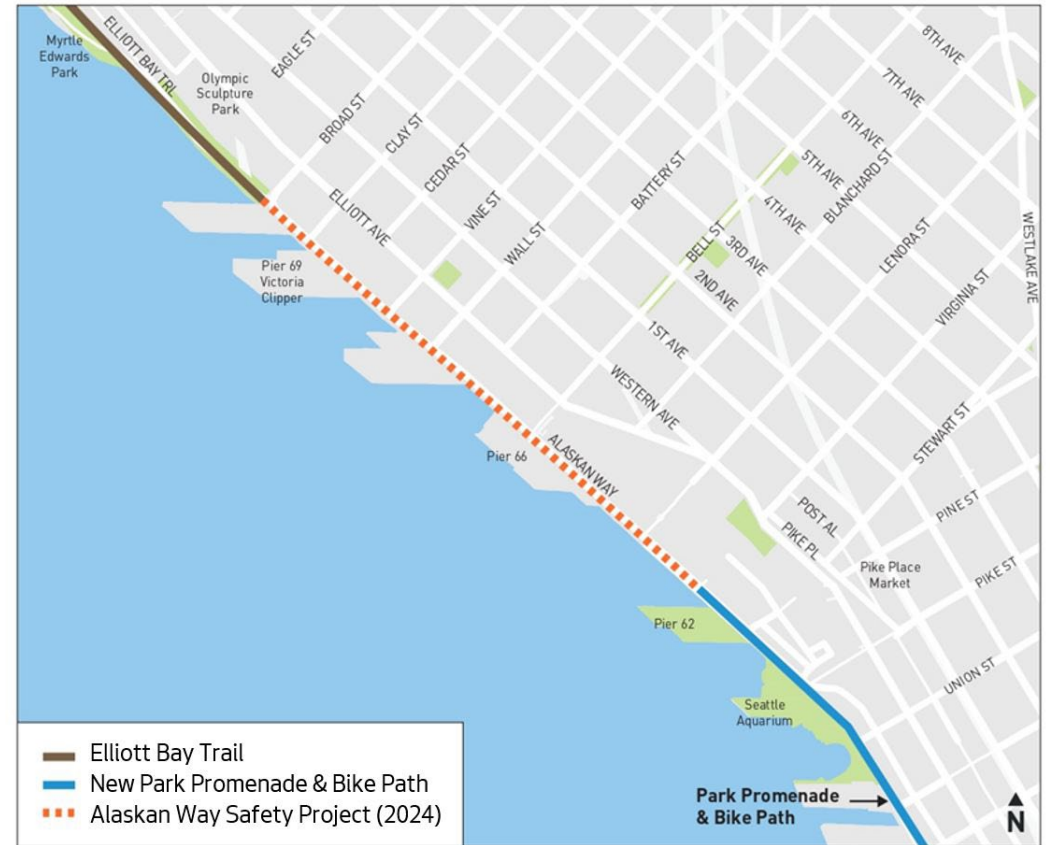 Myrtle
Edwards
Park
ELLIOTT BAY TRL
Olympic
Sculpture
Park
EAGLE ST
BROAD ST
CLAY ST
CEDAR ST
VINE ST
WALL ST
ELLIOTT AVE
BATTERY ST
BELL ST
8TH AVE
7TH AVE
6TH AVE
5TH AVE
4TH AVE
3RD AVE
2ND AVE
1ST AVE
BLANCHARD ST
LENORA ST
VIRGINIA ST
WESTLAKE AVE
WESTERN AVE
STEWART ST
Pier 69
Victoria
Clipper
Pier 66
ALASKAN WAY
POST AL
PIKE PL
PINE ST
PIKE ST
Pike Place
Market
Pier 62
UNION ST
Seattle
Aquarium
Park Promenade
& Bike Path
N
Elliott Bay Trail
New Park Promenade & Bike Path
Alaskan Way Safety Project (2024)